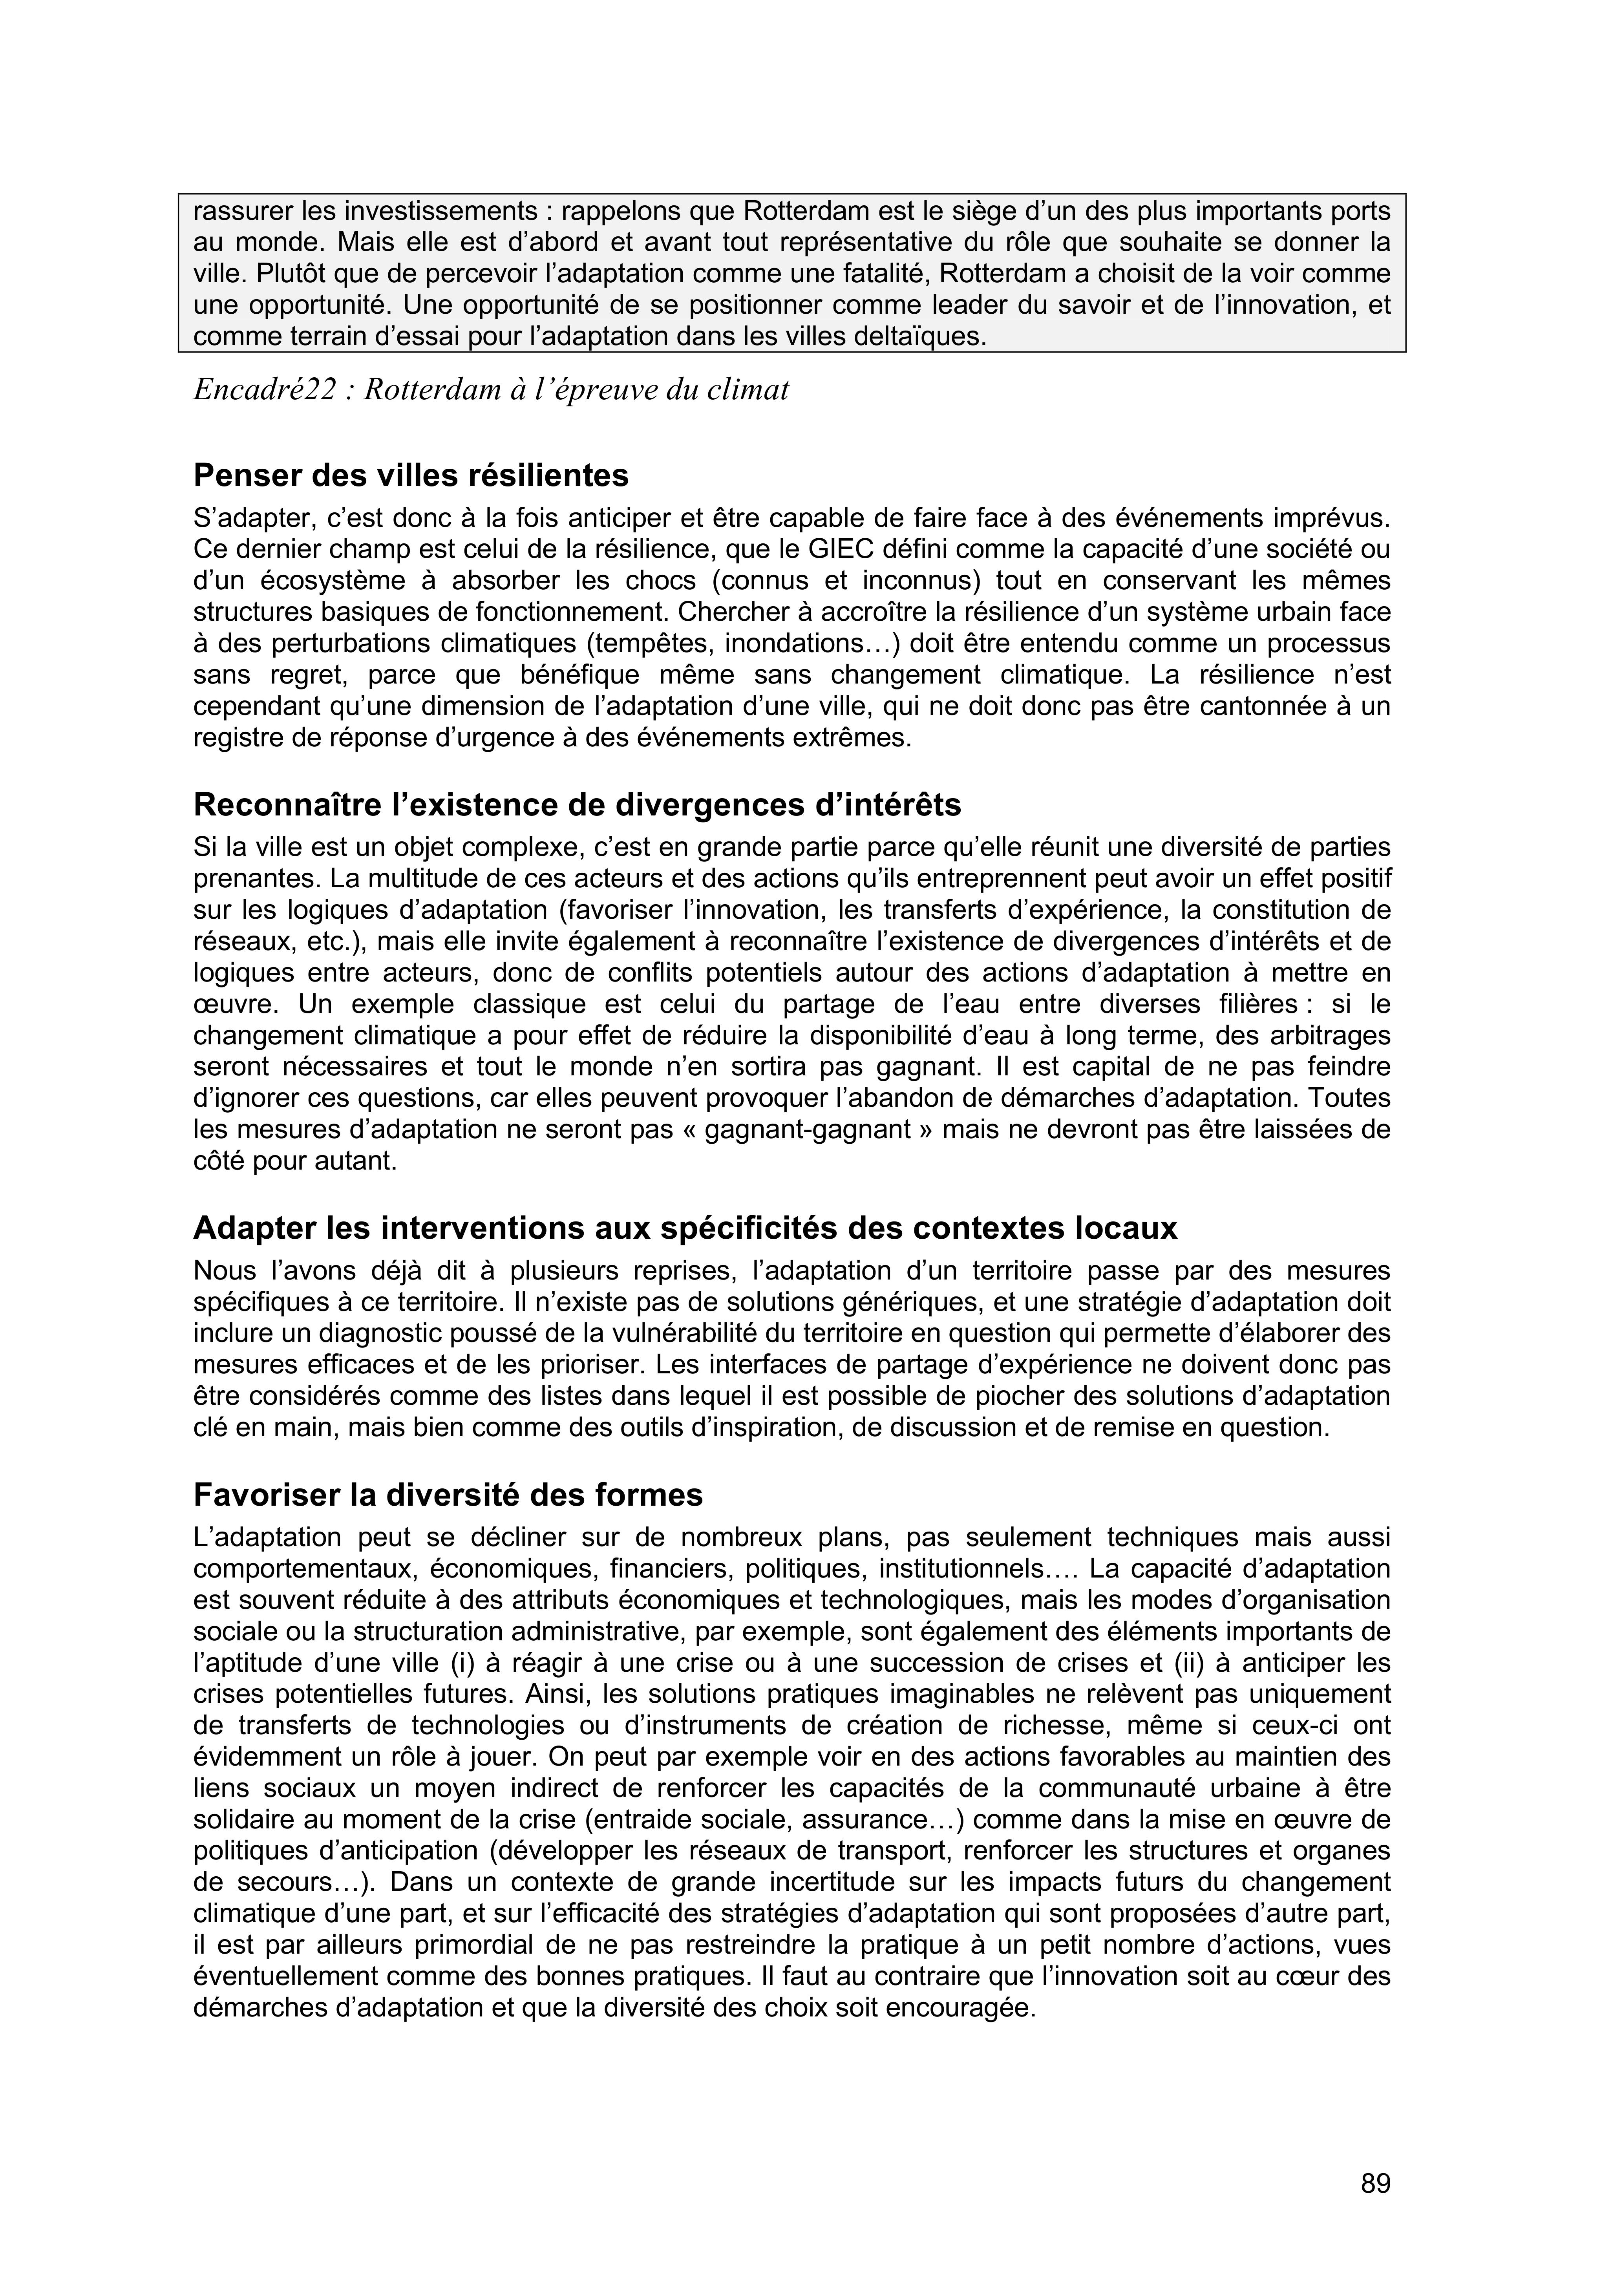 rassurer les investissements : rappelons que Rotterdam est le siège d’un des plus importants ports
au monde. Mais elle est d’abord et avant tout représentative du rôle que souhaite se donner la
ville. Plutôt que de percevoir l’adaptation comme une fatalité, Rotterdam a choisit de la voir comme
une opportunité. Une opportunité de se positionner comme leader du savoir et de l’innovation, et
comme terrain d’essai pour l’adaptation dans les villes deltaïques.
Encadré22 : Rotterdam à l’épreuve du climat
Penser des villes résilientes
S’adapter, c’est donc à la fois anticiper et être capable de faire face à des événements imprévus.
Ce dernier champ est celui de la résilience, que le GIEC défini comme la capacité d’une société ou
d’un écosystème à absorber les chocs (connus et inconnus) tout en conservant les mêmes
structures basiques de fonctionnement. Chercher à accroître la résilience d’un système urbain face
à des perturbations climatiques (tempêtes, inondations…) doit être entendu comme un processus
sans regret, parce que bénéfique même sans changement climatique. La résilience n’est
cependant qu’une dimension de l’adaptation d’une ville, qui ne doit donc pas être cantonnée à un
registre de réponse d’urgence à des événements extrêmes.
Reconnaître l’existence de divergences d’intérêts
Si la ville est un objet complexe, c’est en grande partie parce qu’elle réunit une diversité de parties
prenantes. La multitude de ces acteurs et des actions qu’ils entreprennent peut avoir un effet positif
sur les logiques d’adaptation (favoriser l’innovation, les transferts d’expérience, la constitution de
réseaux, etc.), mais elle invite également à reconnaître l’existence de divergences d’intérêts et de
logiques entre acteurs, donc de conflits potentiels autour des actions d’adaptation à mettre en
œuvre. Un exemple classique est celui du partage de l’eau entre diverses filières : si le
changement climatique a pour effet de réduire la disponibilité d’eau à long terme, des arbitrages
seront nécessaires et tout le monde n’en sortira pas gagnant. Il est capital de ne pas feindre
d’ignorer ces questions, car elles peuvent provoquer l’abandon de démarches d’adaptation. Toutes
les mesures d’adaptation ne seront pas « gagnant-gagnant » mais ne devront pas être laissées de
côté pour autant.
Adapter les interventions aux spécificités des contextes locaux
Nous l’avons déjà dit à plusieurs reprises, l’adaptation d’un territoire passe par des mesures
spécifiques à ce territoire. Il n’existe pas de solutions génériques, et une stratégie d’adaptation doit
inclure un diagnostic poussé de la vulnérabilité du territoire en question qui permette d’élaborer des
mesures efficaces et de les prioriser. Les interfaces de partage d’expérience ne doivent donc pas
être considérés comme des listes dans lequel il est possible de piocher des solutions d’adaptation
clé en main, mais bien comme des outils d’inspiration, de discussion et de remise en question.
Favoriser la diversité des formes
L’adaptation peut se décliner sur de nombreux plans, pas seulement techniques mais aussi
comportementaux, économiques, financiers, politiques, institutionnels…. La capacité d’adaptation
est souvent réduite à des attributs économiques et technologiques, mais les modes d’organisation
sociale ou la structuration administrative, par exemple, sont également des éléments importants de
l’aptitude d’une ville (i) à réagir à une crise ou à une succession de crises et (ii) à anticiper les
crises potentielles futures. Ainsi, les solutions pratiques imaginables ne relèvent pas uniquement
de transferts de technologies ou d’instruments de création de richesse, même si ceux-ci ont
évidemment un rôle à jouer. On peut par exemple voir en des actions favorables au maintien des
liens sociaux un moyen indirect de renforcer les capacités de la communauté urbaine à être
solidaire au moment de la crise (entraide sociale, assurance…) comme dans la mise en œuvre de
politiques d’anticipation (développer les réseaux de transport, renforcer les structures et organes
de secours…). Dans un contexte de grande incertitude sur les impacts futurs du changement
climatique d’une part, et sur l’efficacité des stratégies d’adaptation qui sont proposées d’autre part,
il est par ailleurs primordial de ne pas restreindre la pratique à un petit nombre d’actions, vues
éventuellement comme des bonnes pratiques. Il faut au contraire que l’innovation soit au cœur des
démarches d’adaptation et que la diversité des choix soit encouragée.
89